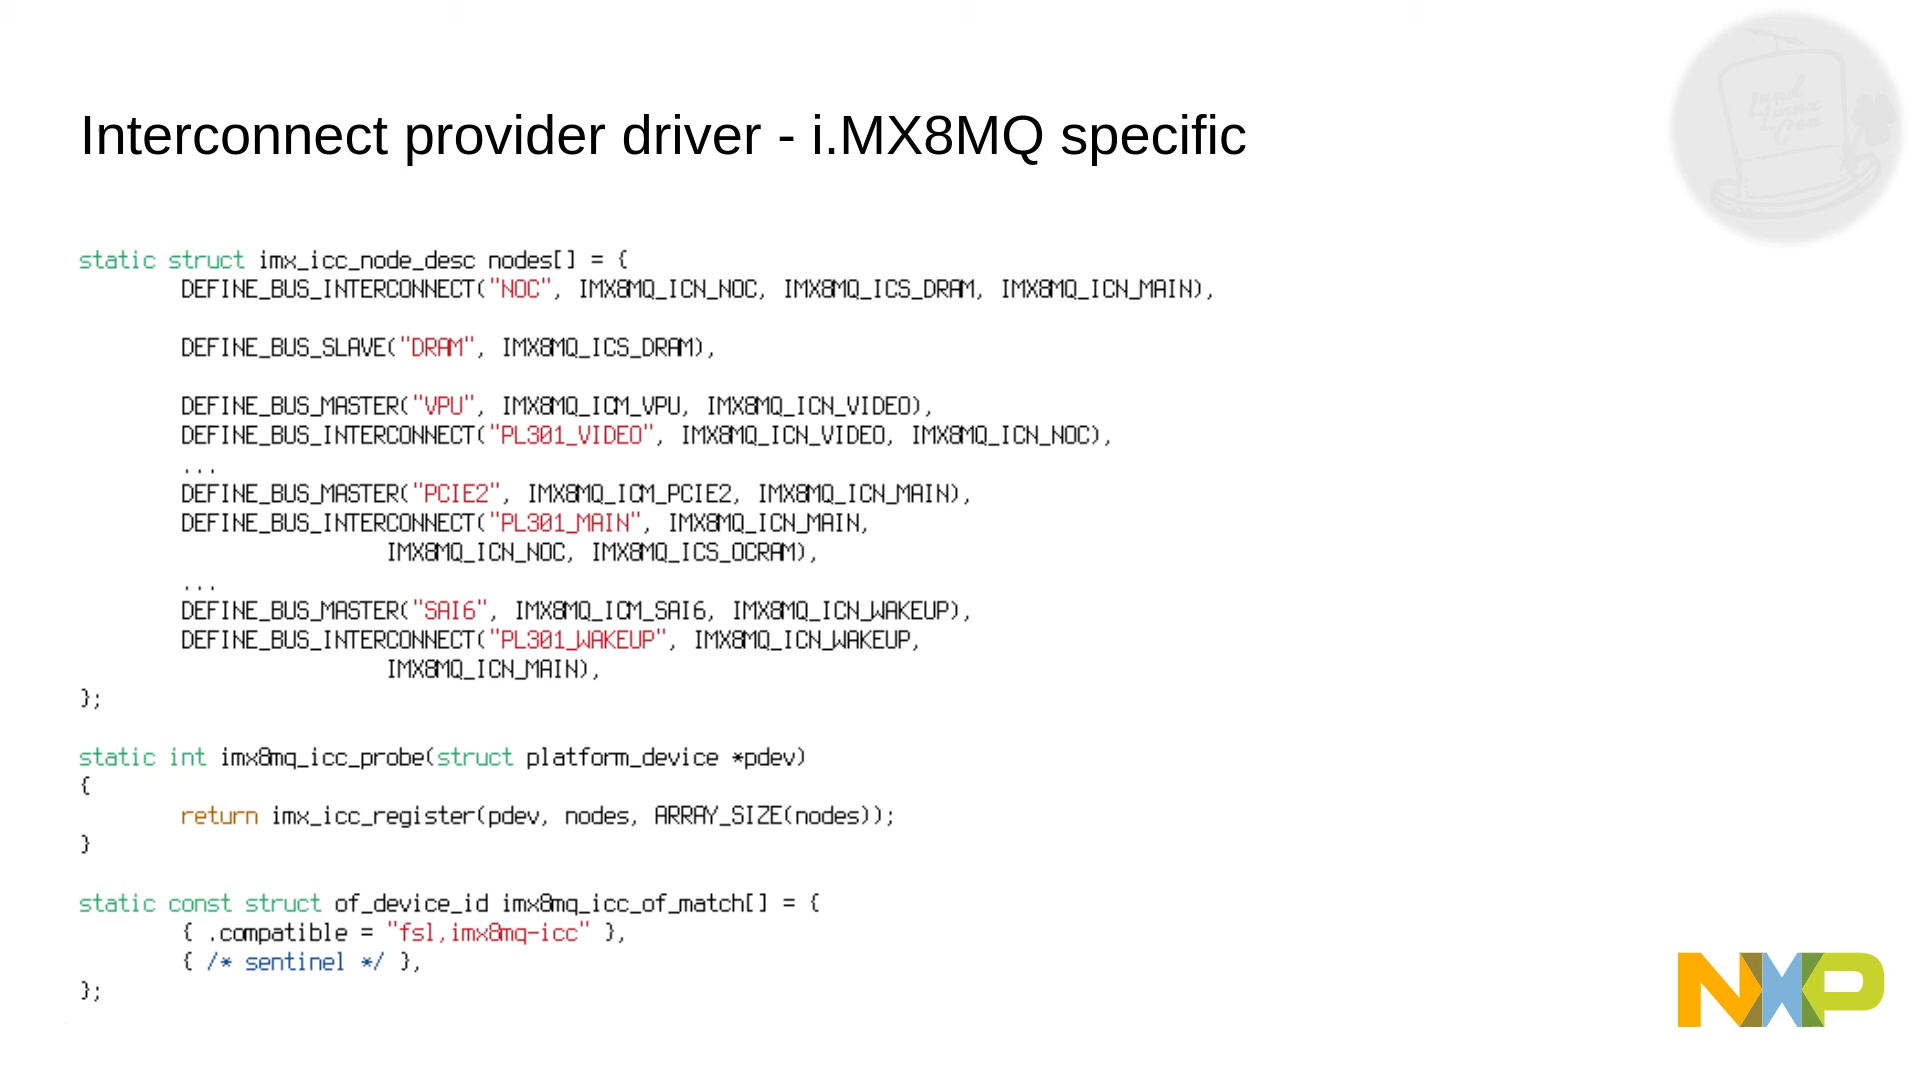 Interconnect provider driver - i.MX8MQ specific
Lund
Linux
Con
static struct imx_icc_node_desc nodes[] = {
DEFINE_BUS_INTERCONNECT("NOC", IMX8MQ_ICN_NOC, IMX8MQ_ICS_DRAM, IMX8MQ_ICN_MAIN),
DEFINE_BUS_SLAVE("DRAM", IMX8MQ_ICS_DRAM),
DEFINE_BUS_MASTER("VPU", IMX8MQ_ICM_VPU, IMX8MQ_ICN_VIDEO),
DEFINE_BUS_INTERCONNECT("PL301_VIDEO", IMX8MQ_ICN_VIDEO, IMX8MQ_ICN_NOC),
...
DEFINE_BUS_MASTER("PCIE2", IMX8MQ_ICM_PCIE2, IMX8MQ_ICN_MAIN),
DEFINE_BUS_INTERCONNECT("PL301_MAIN", IMX8MQ_ICN_MAIN,
IMX8MQ_ICN_NOC, IMX8MQ_ICS_OCRAM),
...
DEFINE_BUS_MASTER("SAI6", IMX8MQ_ICM_SAI6, IMX8MQ_ICN_WAKEUP),
DEFINE_BUS_INTERCONNECT("PL301_WAKEUP", IMX8MQ_ICN_WAKEUP,
IMX8MQ_ICN_MAIN),
};
static int imx8mq_icc_probe(struct platform_device *pdev)
{
return imx_icc_register(pdev, nodes, ARRAY_SIZE(nodes));
}
static const struct of_device_id imx8mq_icc_of_match[] = {
{ .compatible = "fsl,imx8mq-icc" },
{ /* sentinel */ },
};
NXP